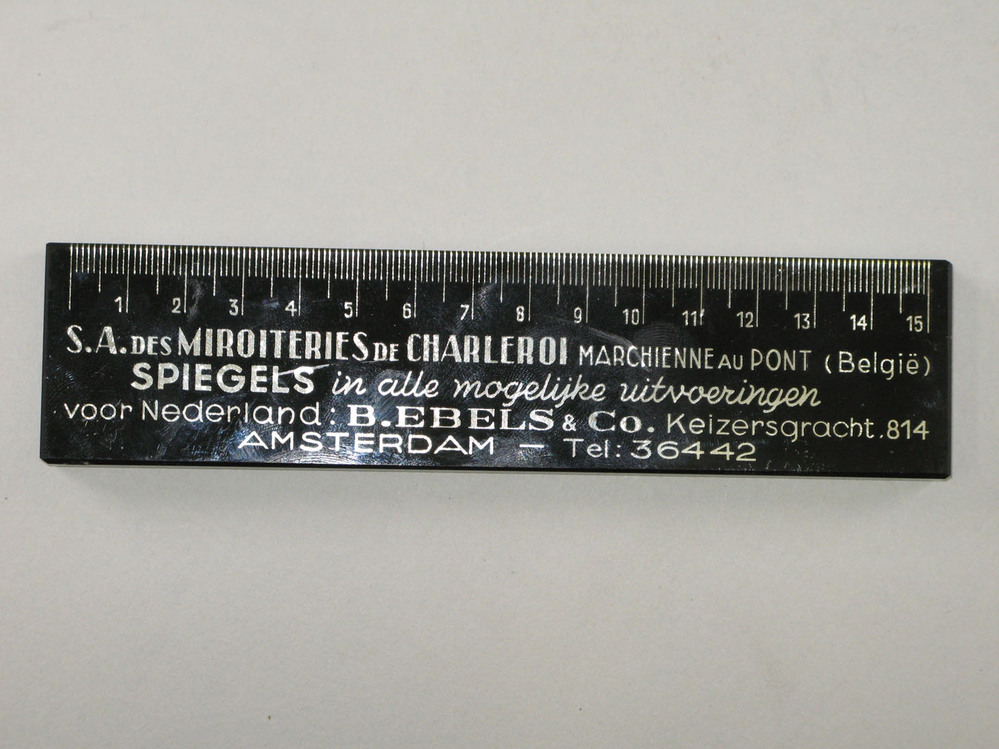 1 2 3 4 5 6 7 8 9 10 11 12 13 14 15
S.A. DES MIROITERIES DE CHARLEROI MARCHIENNE AU PONT (België)
SPIEGELS in alle mogelijke uitvoeringen
voor Nederland: B. EBELS & Co. Keizersgracht. 814
AMSTERDAM — Tel: 36442